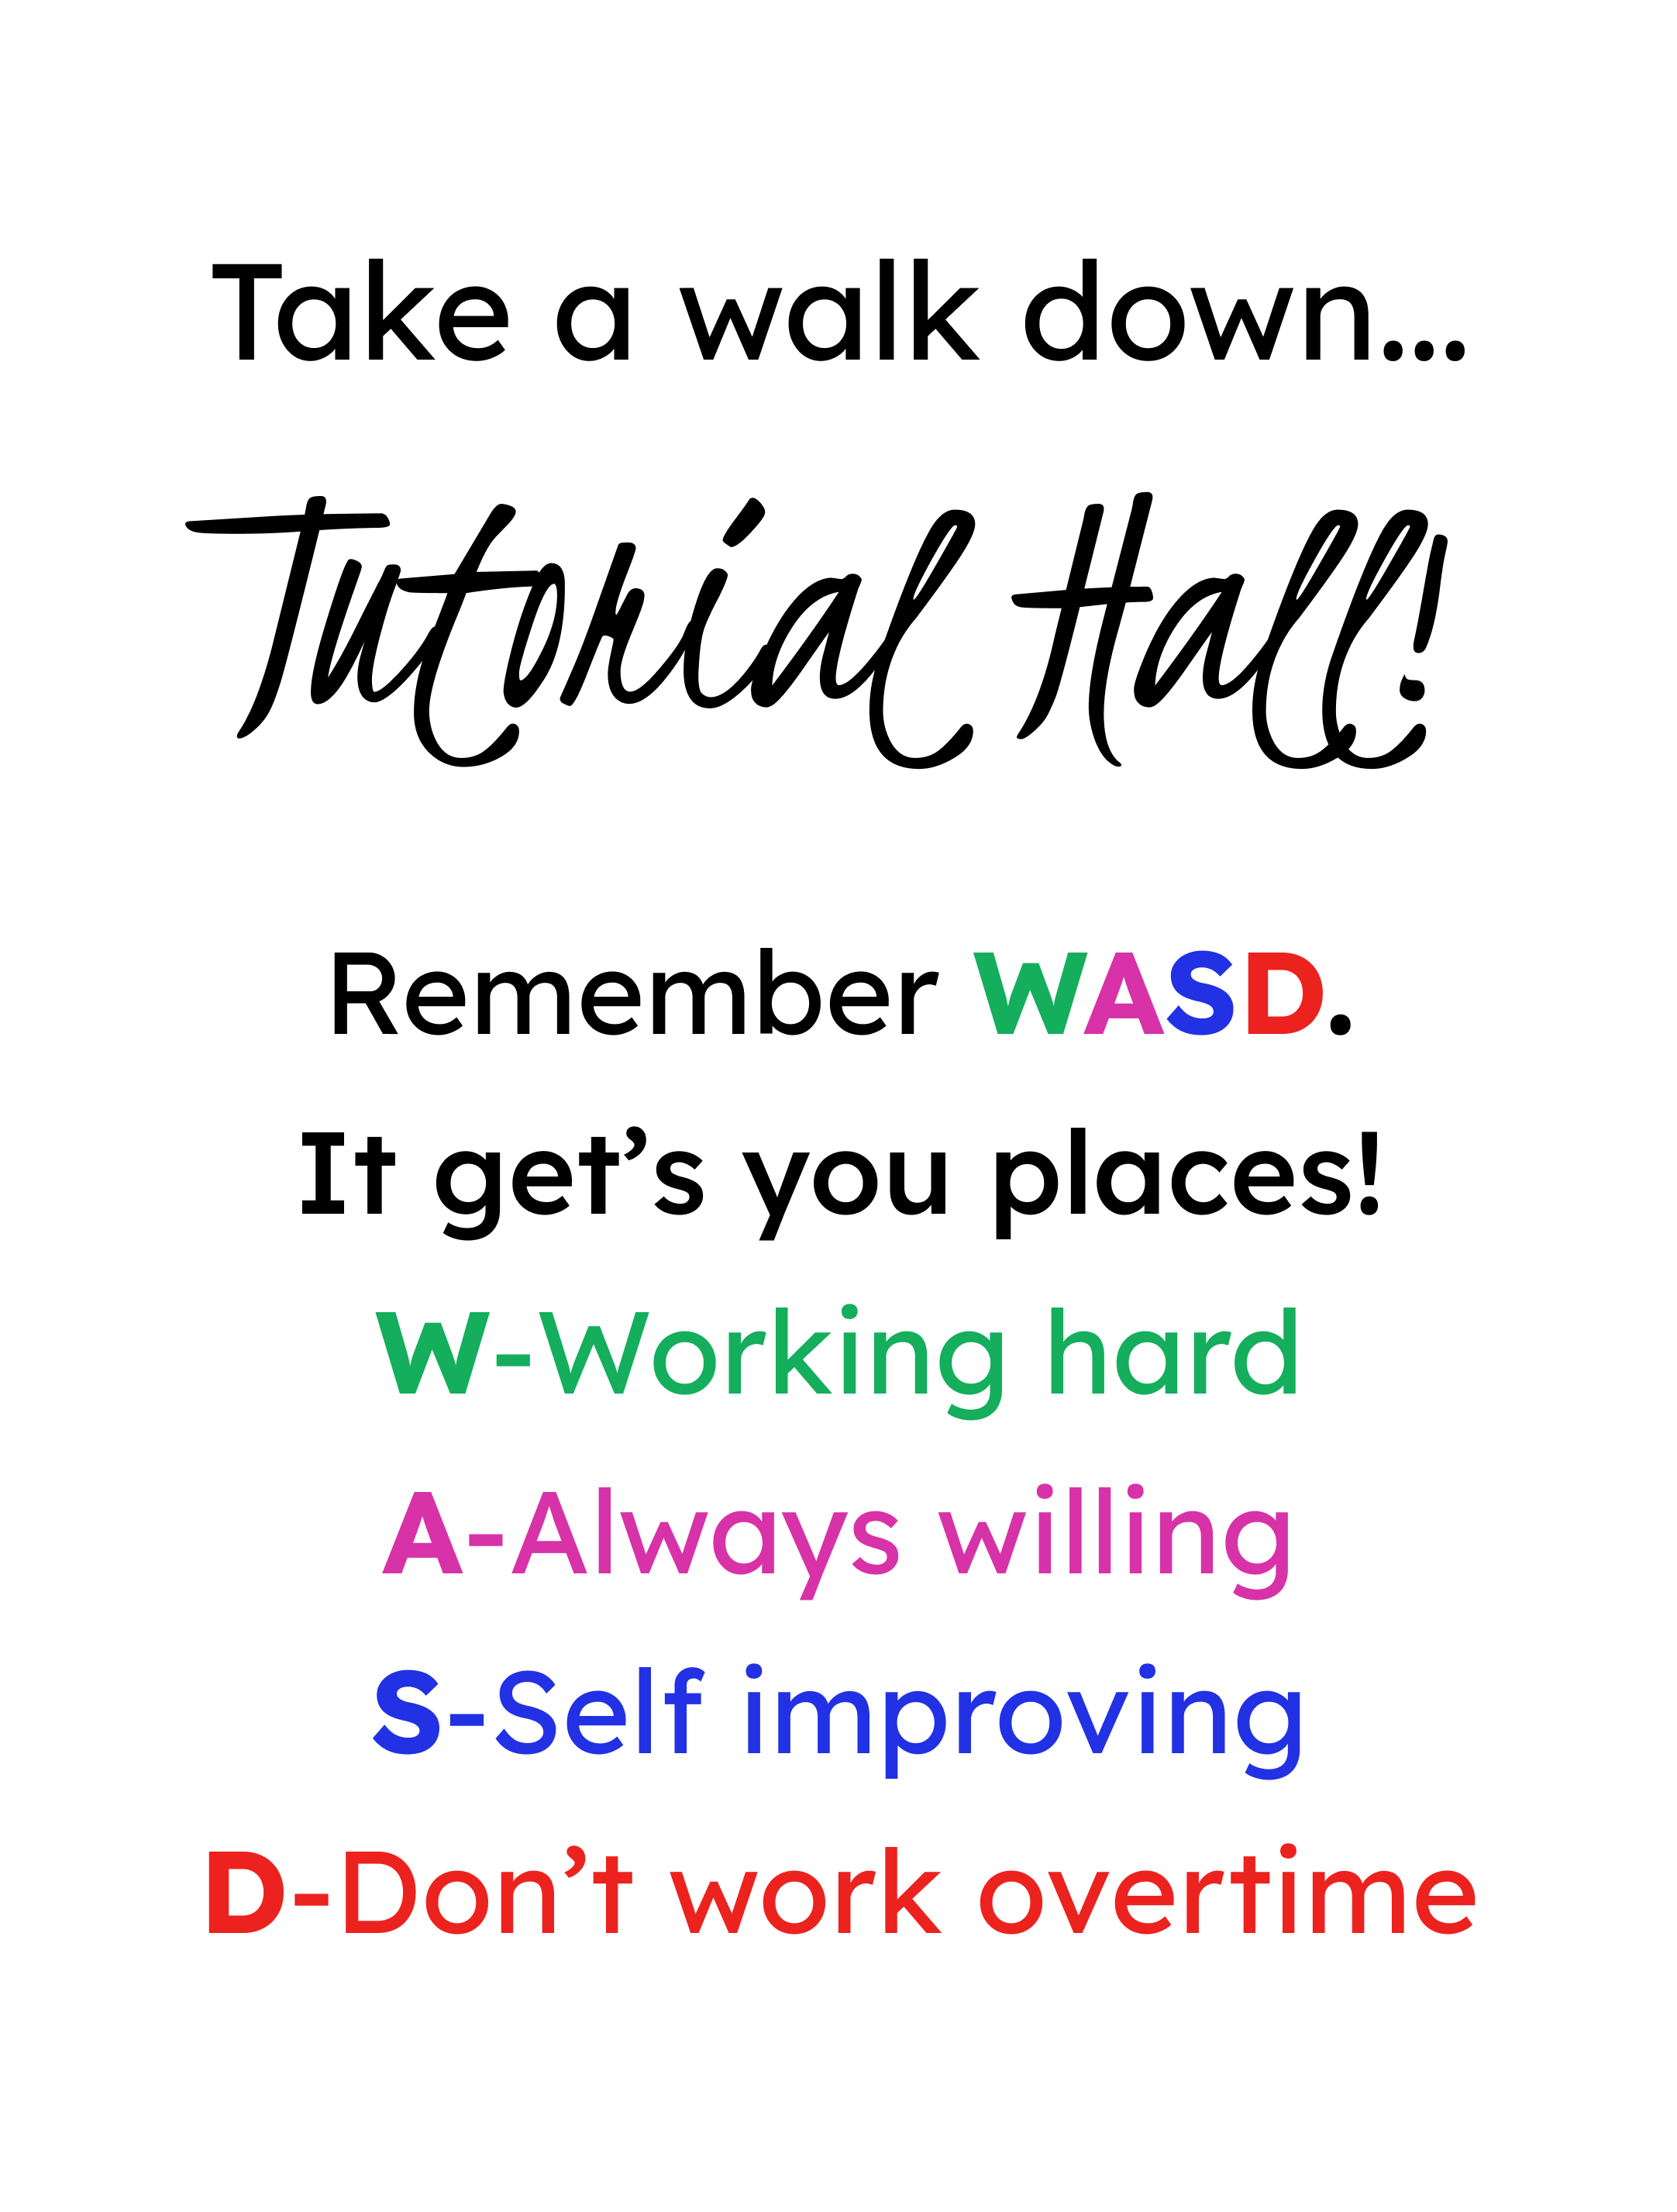 Take a walk down...
Tutorial Hall!
Remember WASD.
It get’s you places!
W-Working hard
A-Always willing
S-Self improving
D-Don’t work overtime